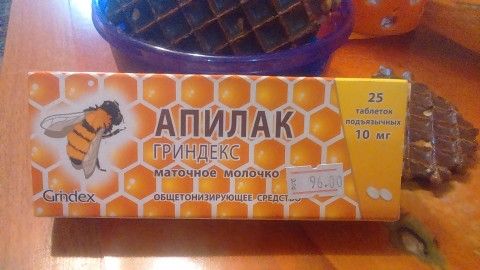 АПИЛАК
ГРИНДЕКС
маточное молочко
ОБЩЕТОНИЗИРУЮЩЕЕ СРЕДСТВО
Grindex
96.00
25
таблеток
подъязычных
10 мг